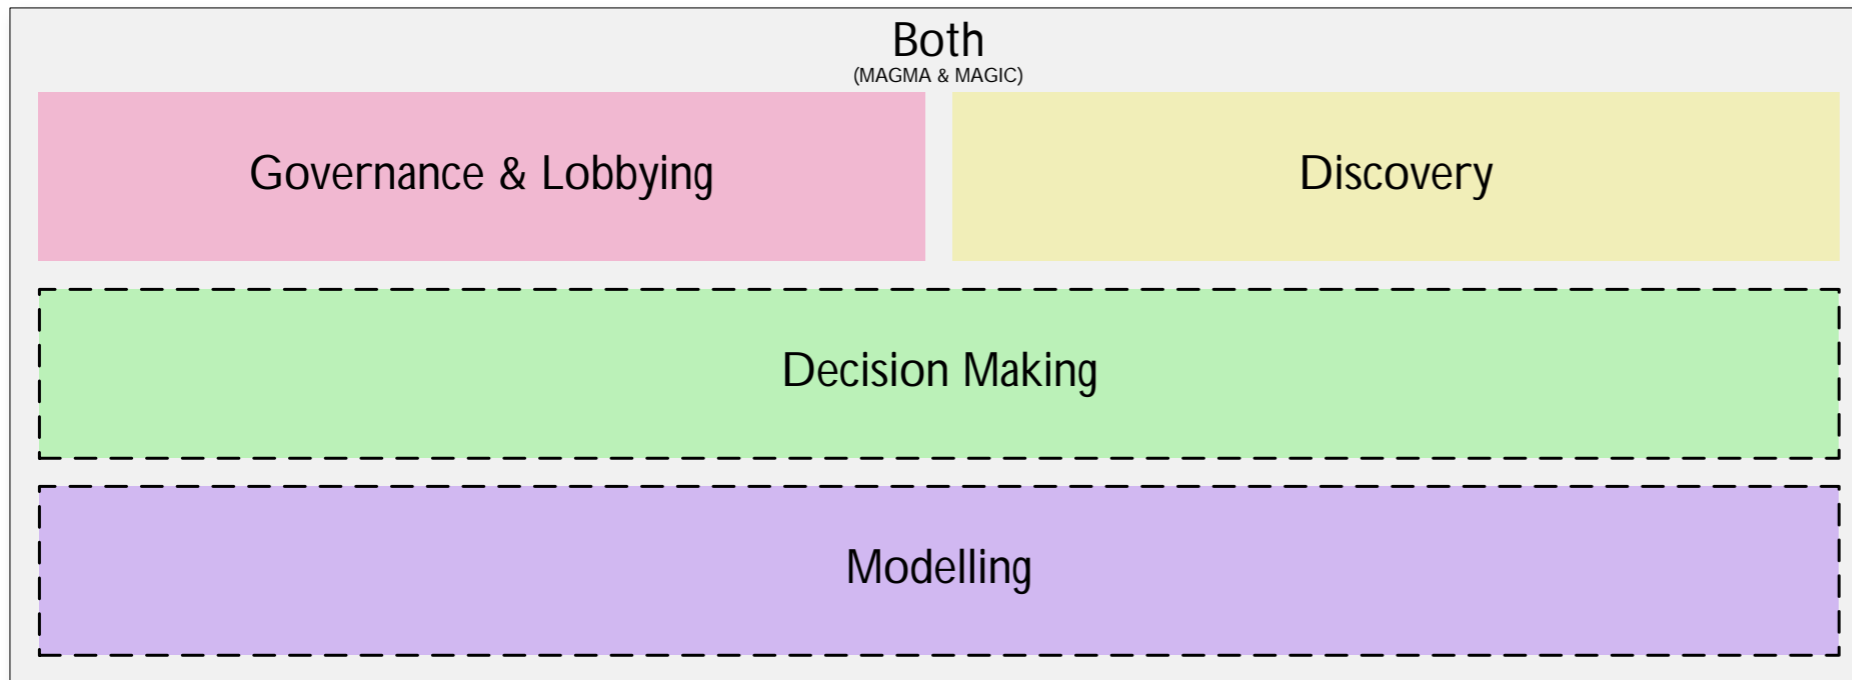 Both
(MAGMA & MAGIC)
Governance & Lobbying
Discovery
Decision Making
Modelling